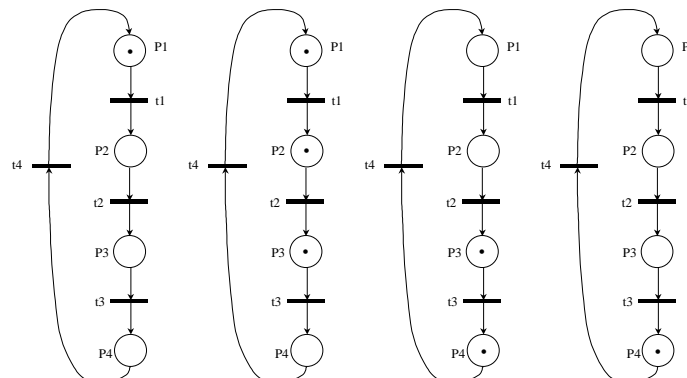 P1 P1 P1 P
t1 t1 t1 t
P2 P2 P2 P2
t4 t4 t4 t4
t2 t2 t2 t2
P3 P3 P3 P3
t3 t3 t3 t3
P4 P4 P4 P4